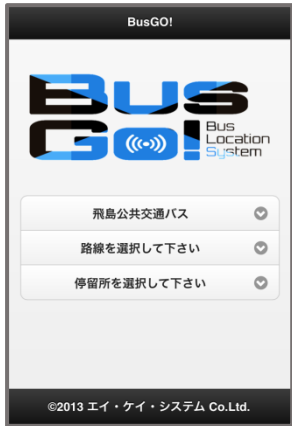 BusGO!
BUS
GO!
Bus
Location
System
飛島公共交通バス
路線を選択して下さい
停留所を選択して下さい
©2013 エイ・ケイ・システム Co.Ltd.